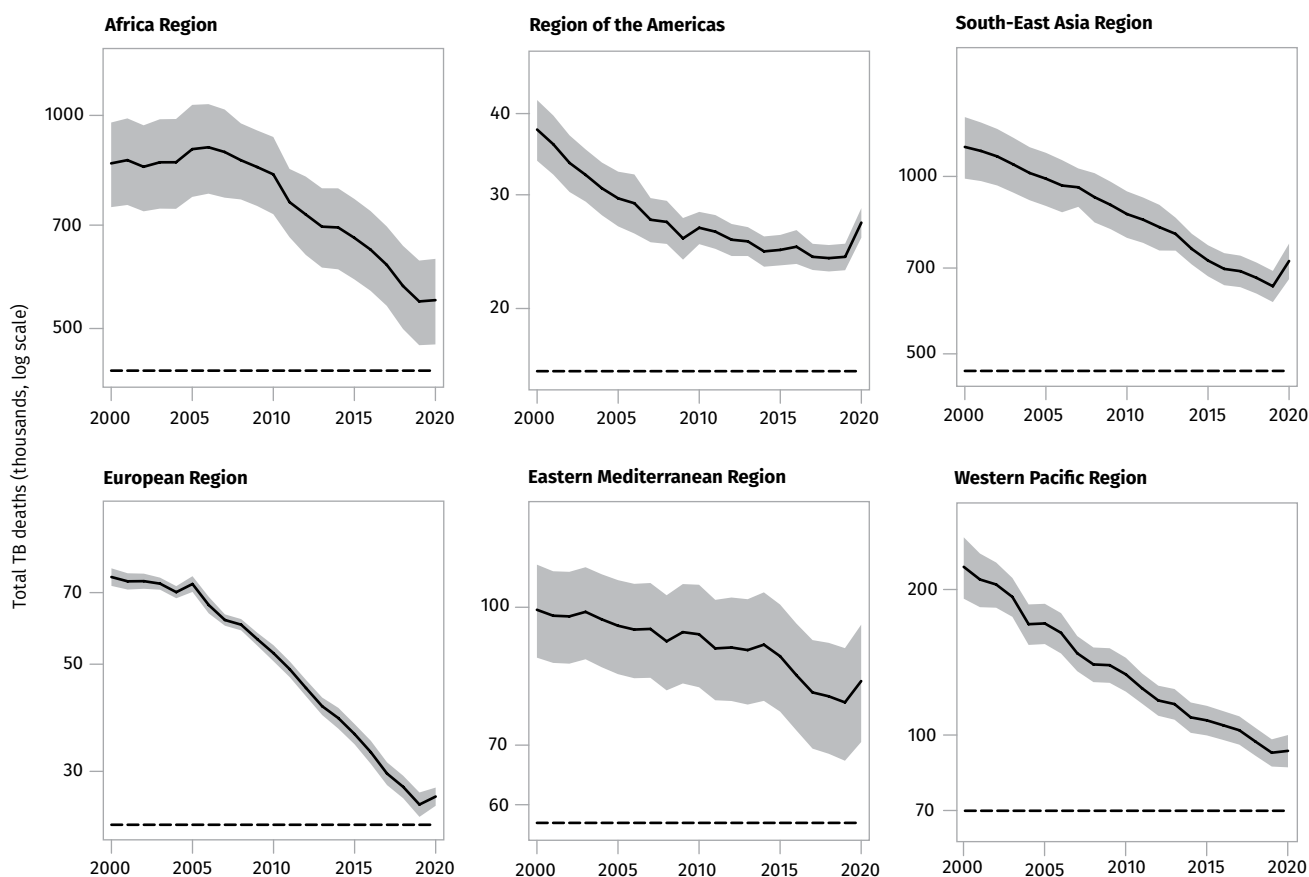 Total TB deaths (thousands, log scale)
Africa Region
1000
700
500
2000 2005 2010 2015 2020
Region of the Americas
40
30
20
2000 2005 2010 2015 2020
South-East Asia Region
1000
700
500
2000 2005 2010 2015 2020
European Region
70
50
30
2000 2005 2010 2015 2020
Eastern Mediterranean Region
100
70
60
2000 2005 2010 2015 2020
Western Pacific Region
200
100
70
2000 2005 2010 2015 2020